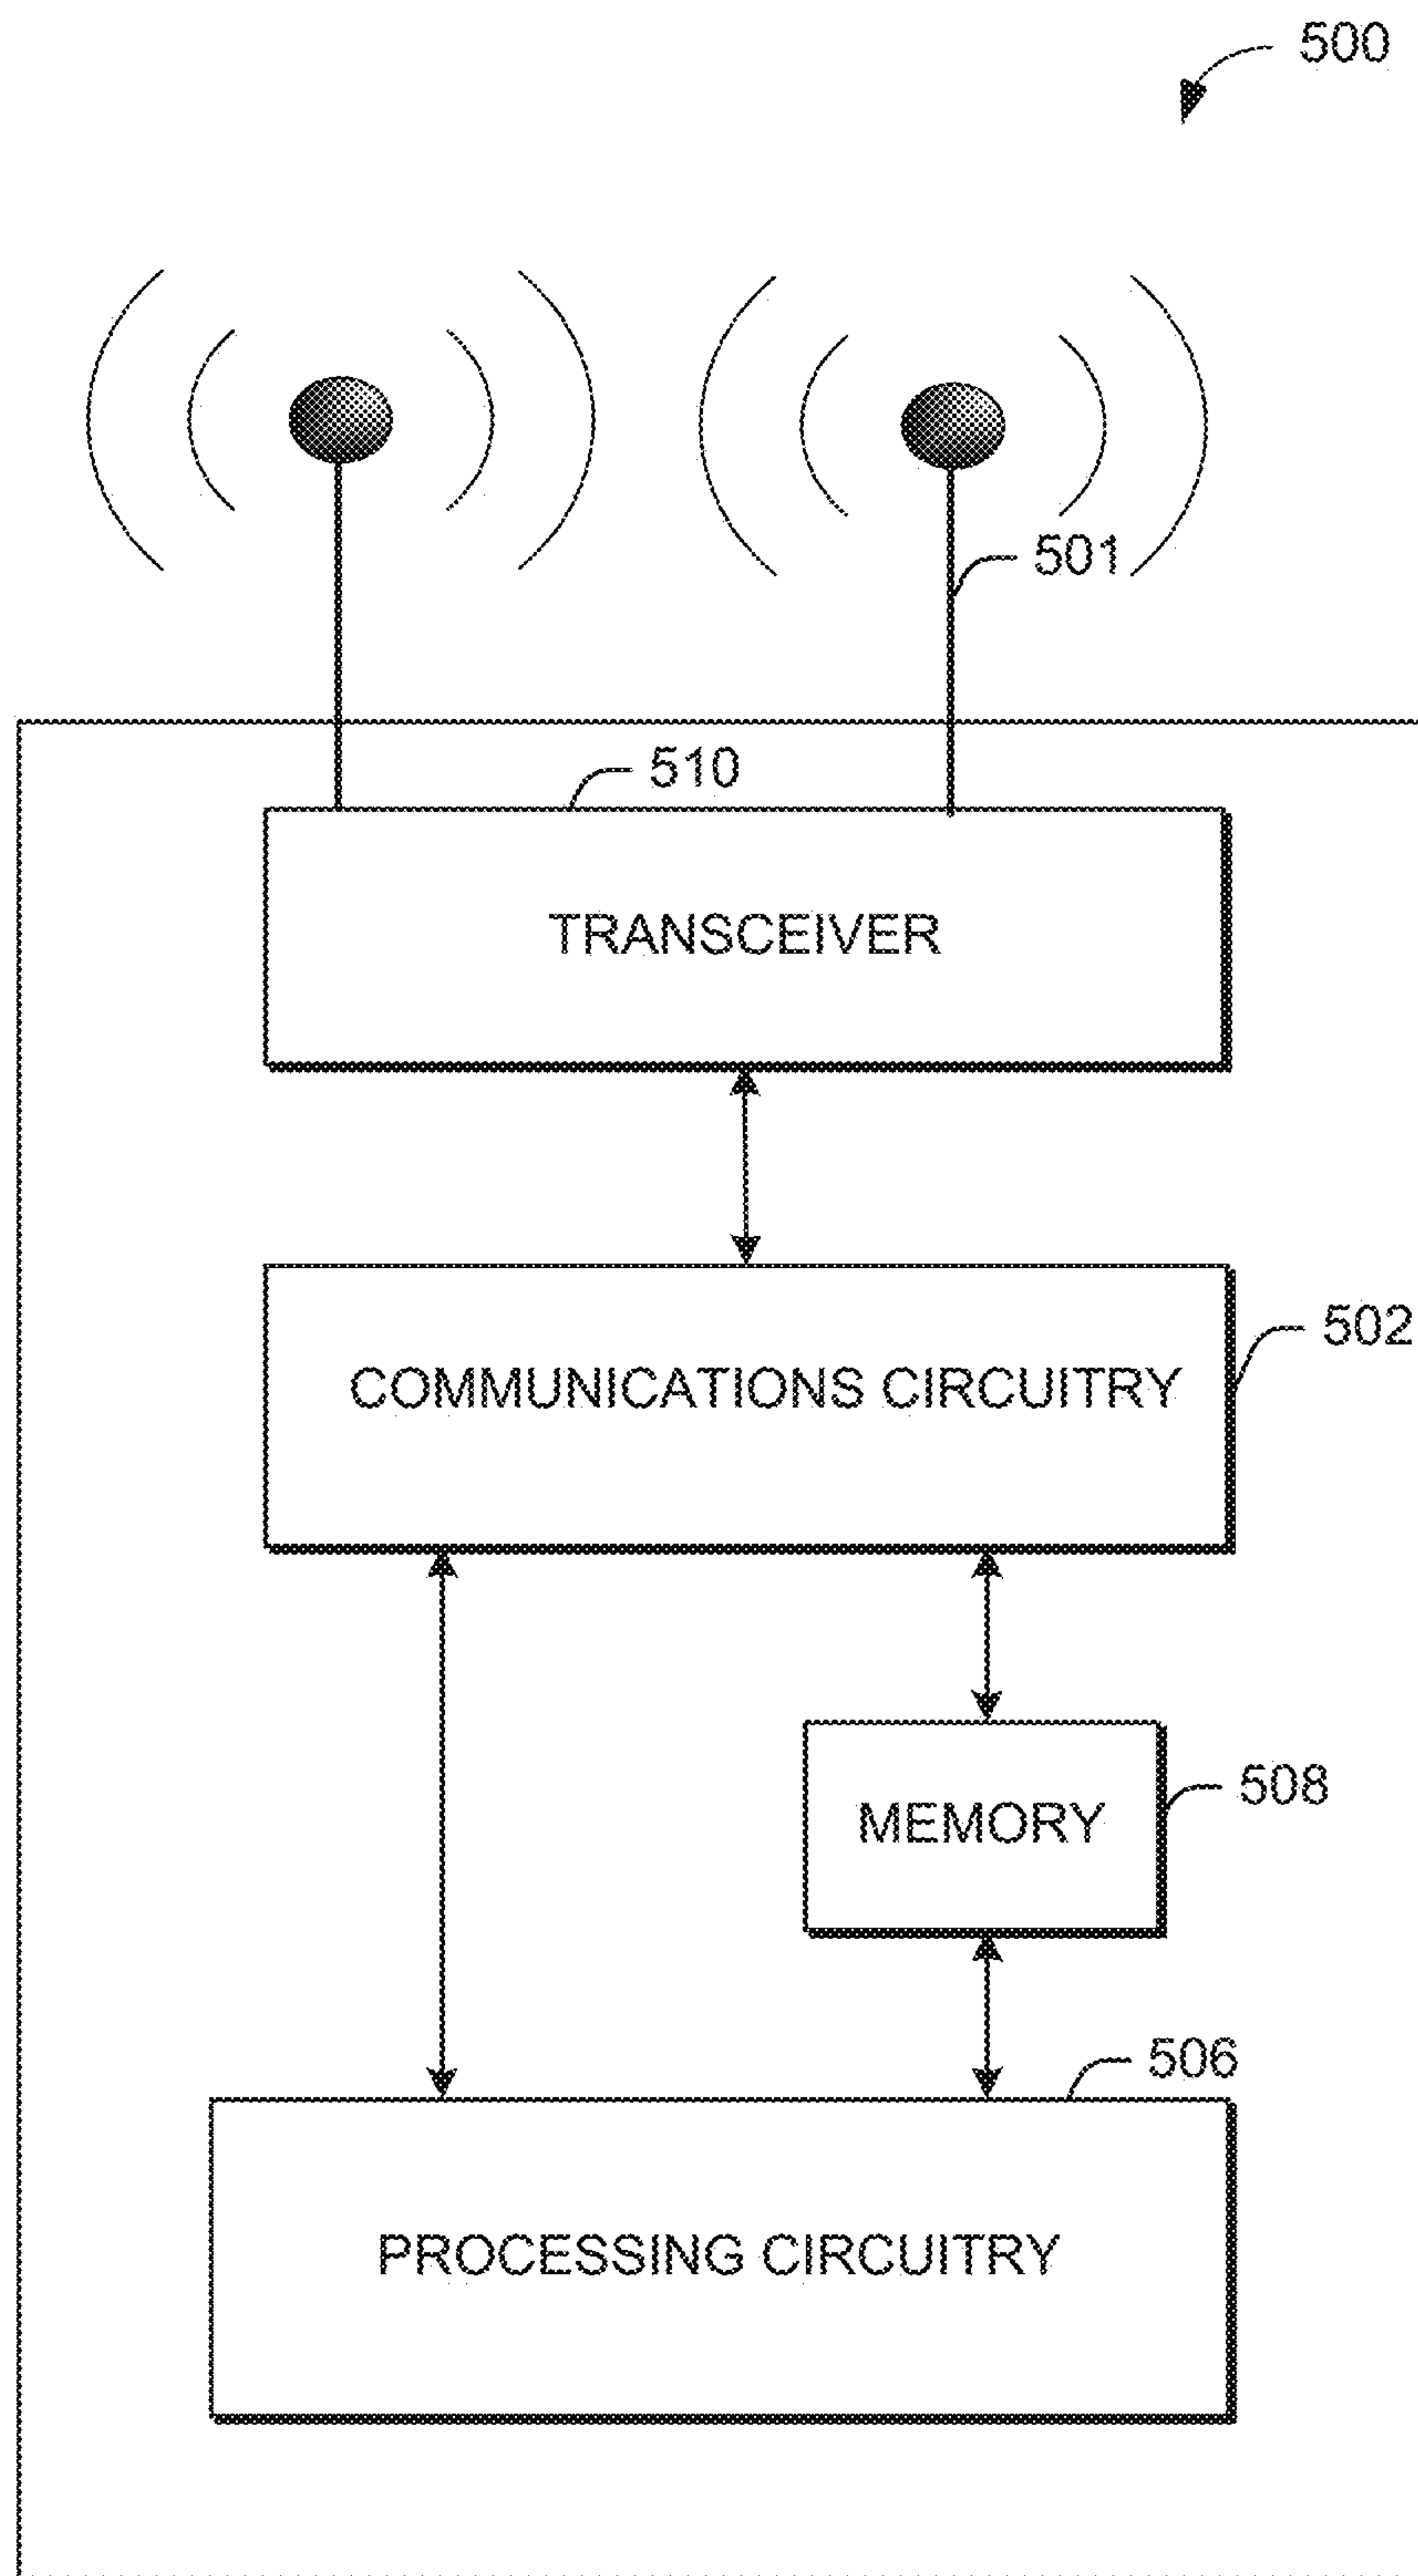 500
501
510
TRANSCEIVER
502
COMMUNICATIONS CIRCUITRY
508
MEMORY
506
PROCESSING CIRCUITRY